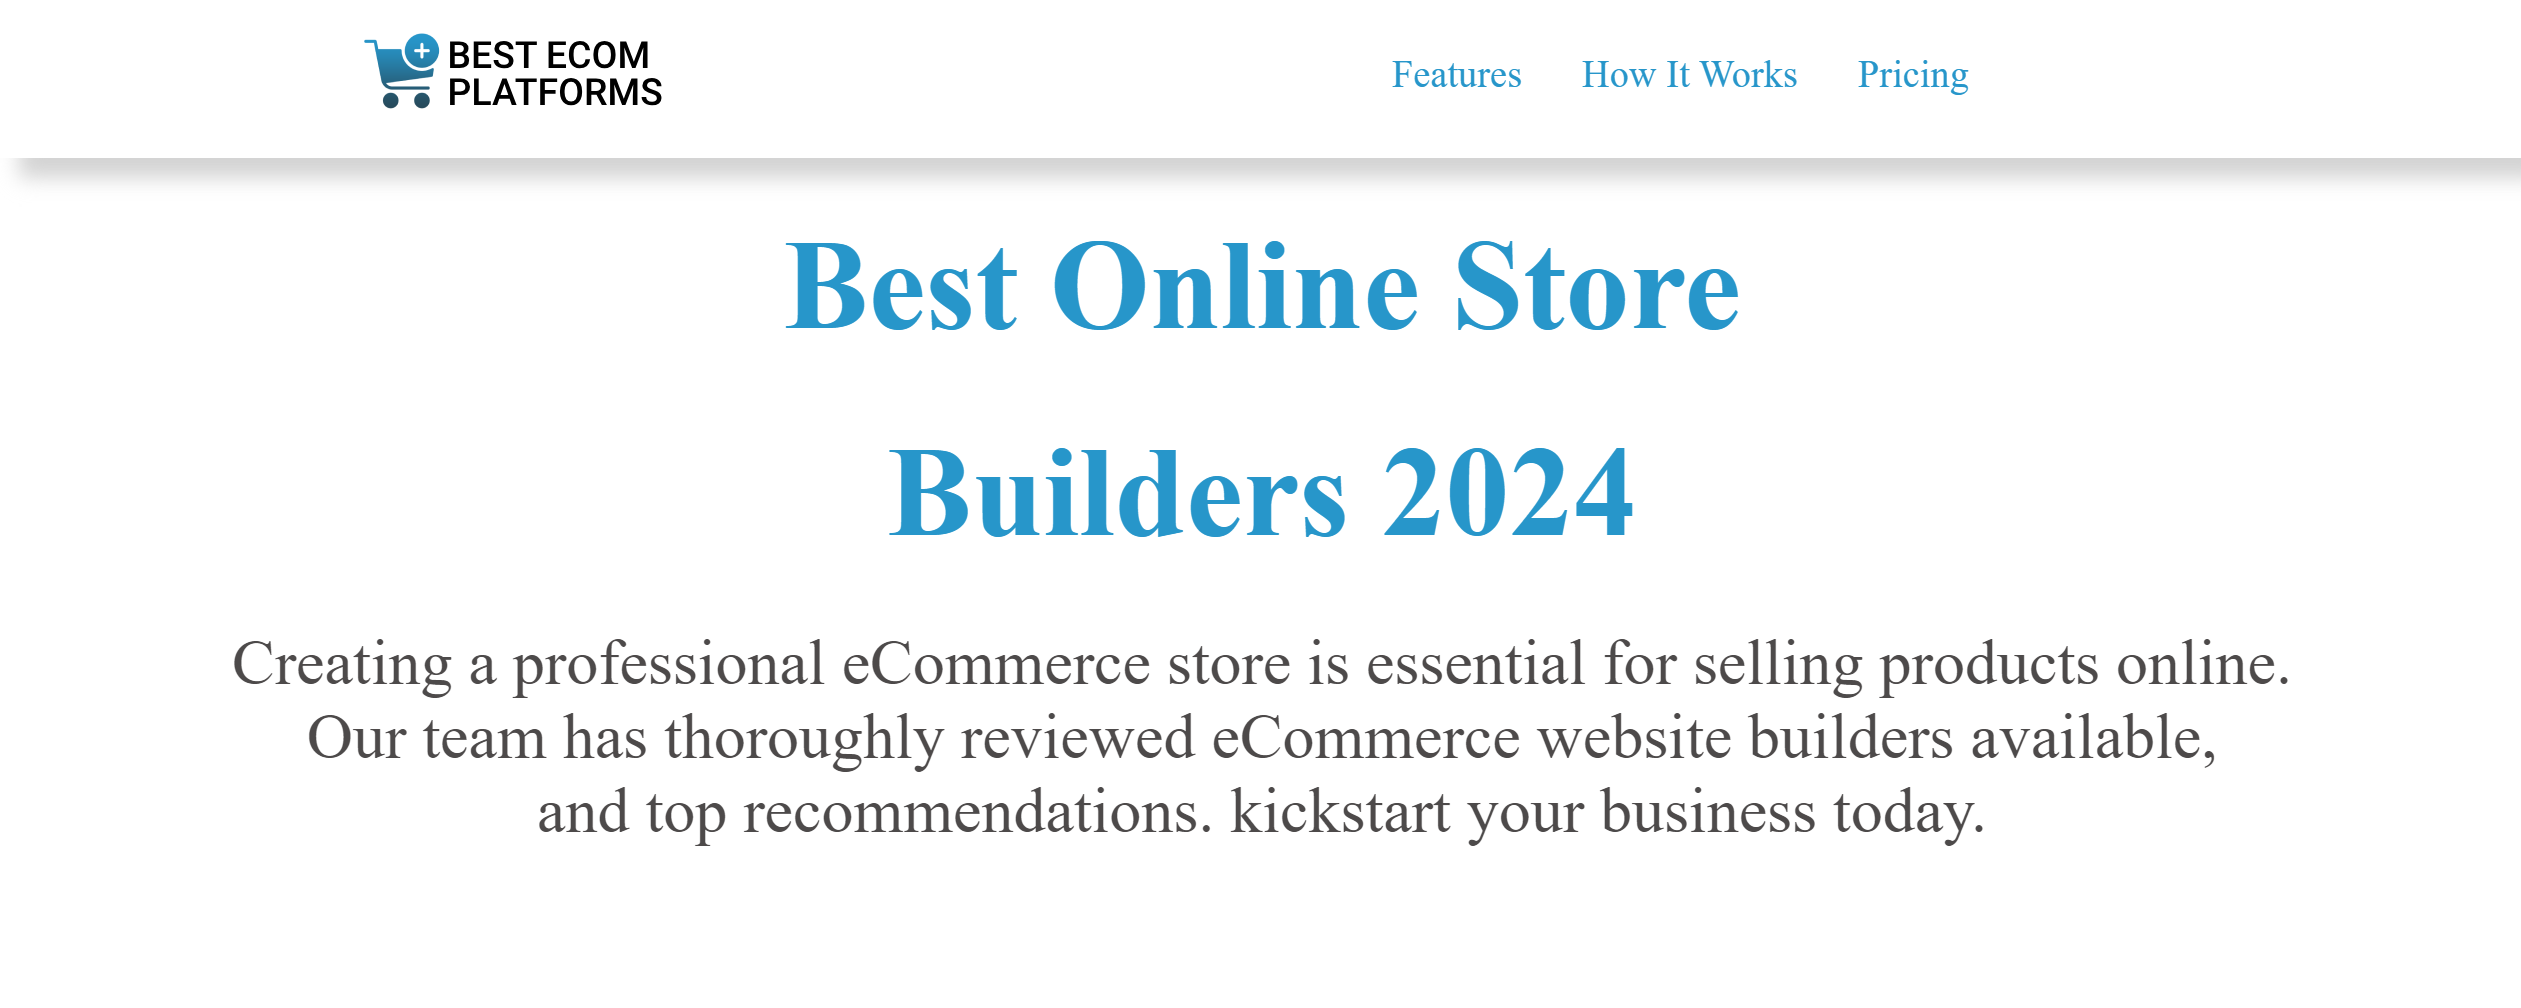 BEST ECOM
PLATFORMS
Features How It Works Pricing
Best Online Store
Builders 2024
Creating a professional eCommerce store is essential for selling products online.
Our team has thoroughly reviewed eCommerce website builders available,
and top recommendations. kickstart your business today.